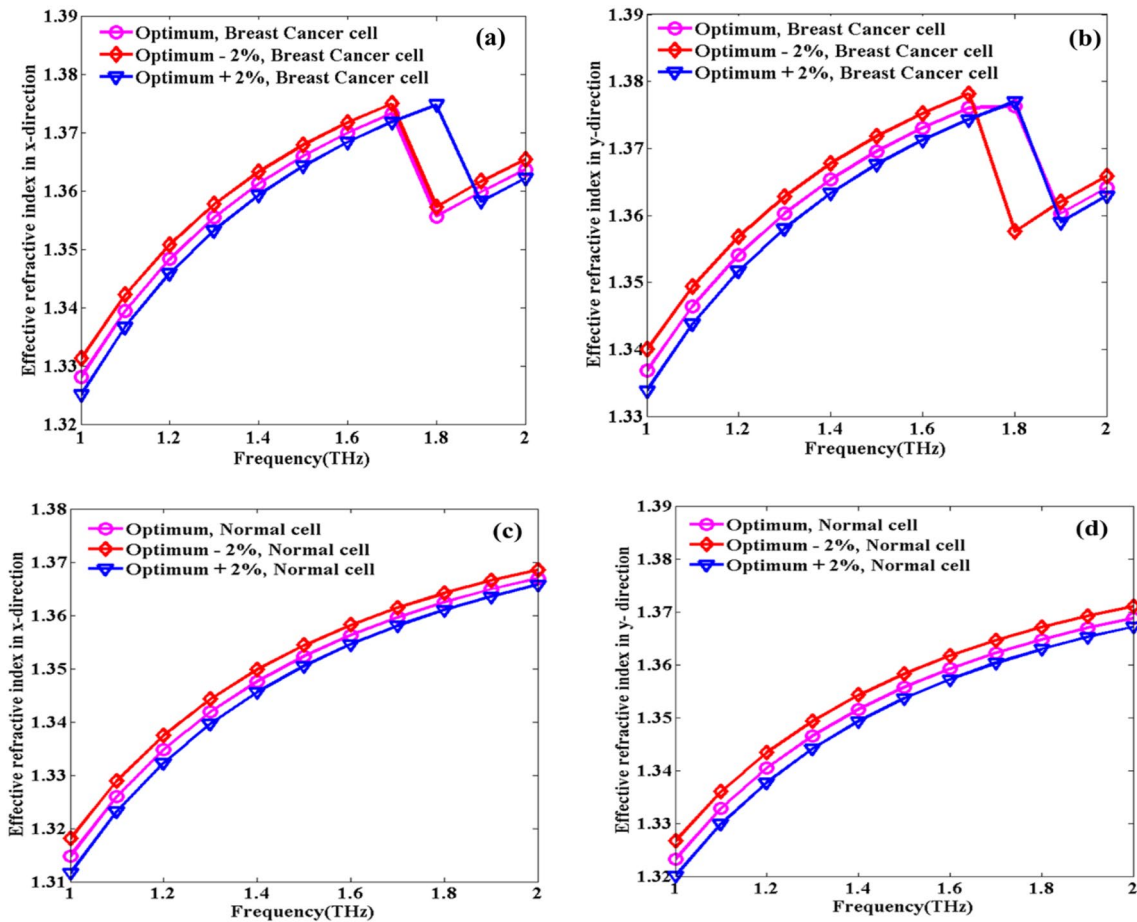 (a)
Optimum, Breast Cancer cell
Optimum - 2%, Breast Cancer cell
Optimum + 2%, Breast Cancer cell
Effective refractive index in x-direction
1.39
1.38
1.37
1.36
1.35
1.34
1.33
1.32
1 1.2 1.4 1.6 1.8 2
Frequency(THz)
(b)
Optimum, Breast Cancer cell
Optimum - 2%, Breast Cancer cell
Optimum + 2%, Breast Cancer cell
Effective refractive index in y-direction
1.39
1.38
1.37
1.36
1.35
1.34
1.33
1 1.2 1.4 1.6 1.8 2
Frequency(THz)
(c)
Optimum, Normal cell
Optimum - 2%, Normal cell
Optimum + 2%, Normal cell
Effective refractive index in x-direction
1.38
1.37
1.36
1.35
1.34
1.33
1.32
1.31
1 1.2 1.4 1.6 1.8 2
Frequency(THz)
(d)
Optimum, Normal cell
Optimum - 2%, Normal cell
Optimum + 2%, Normal cell
Effective refractive index in y- direction
1.39
1.38
1.37
1.36
1.35
1.34
1.33
1.32
1 1.2 1.4 1.6 1.8 2
Frequency(THz)